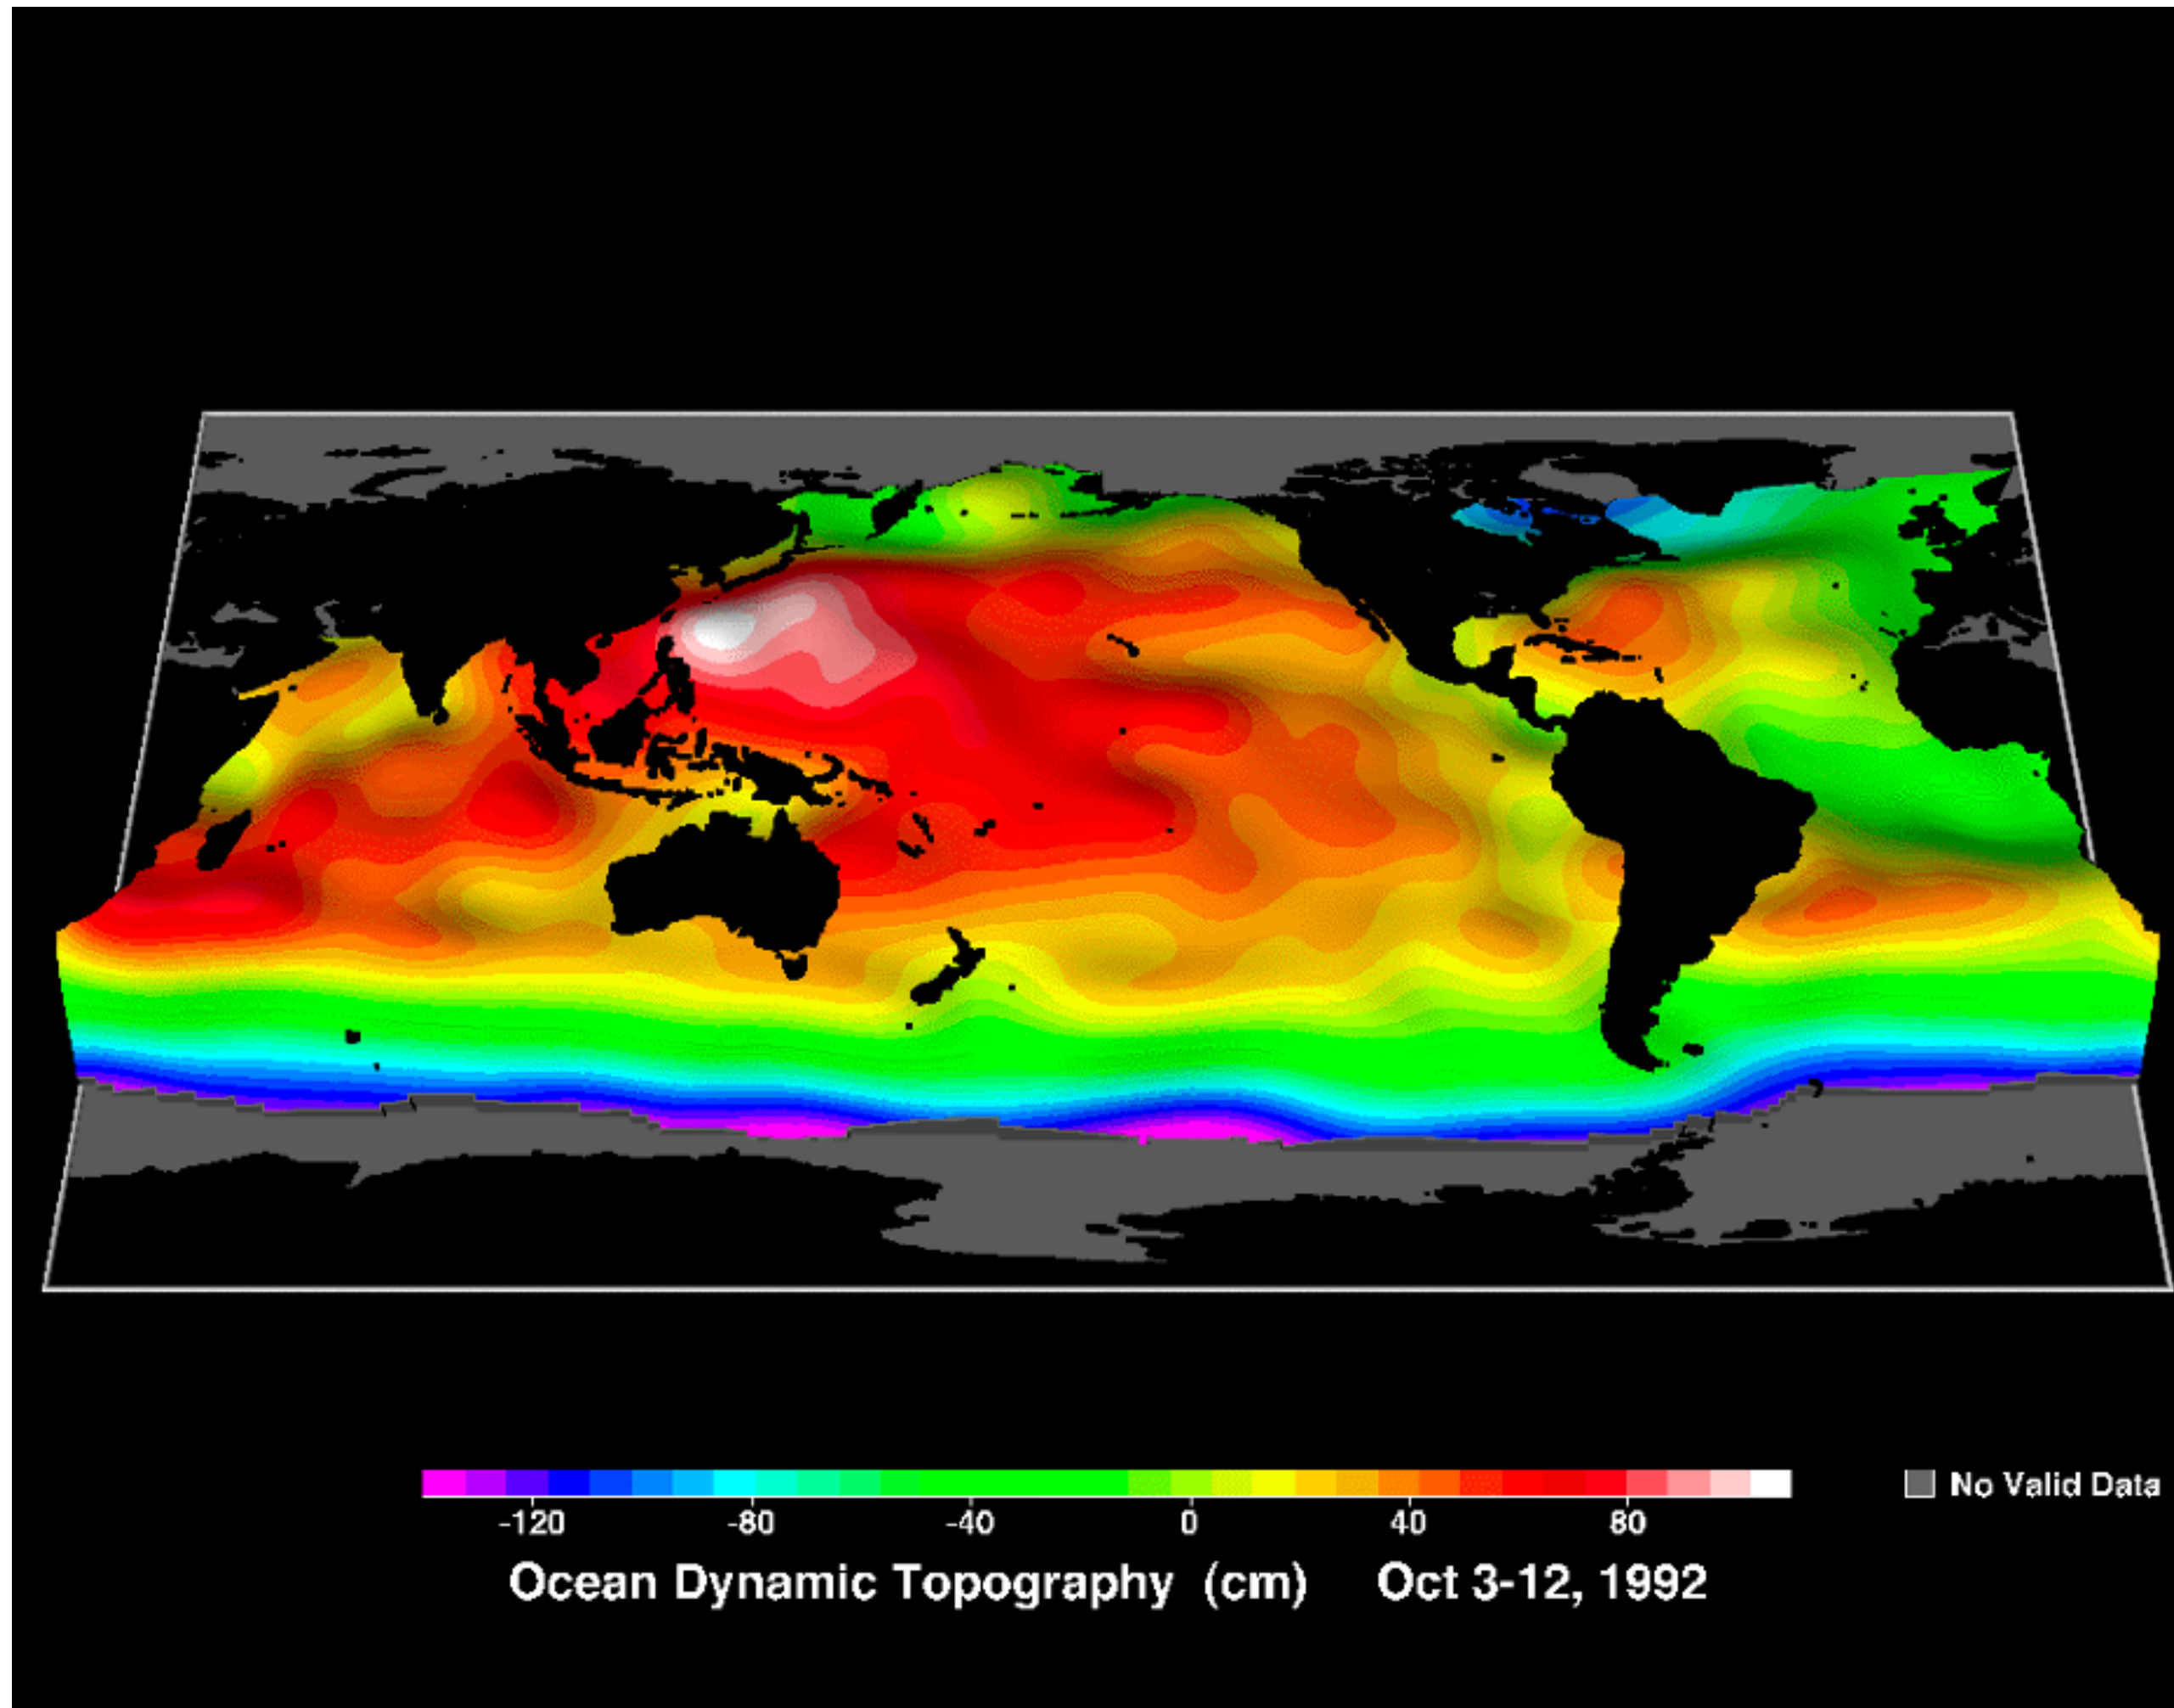 -120 -80 -40 0 40 80
No Valid Data
Ocean Dynamic Topography (cm) Oct 3-12, 1992